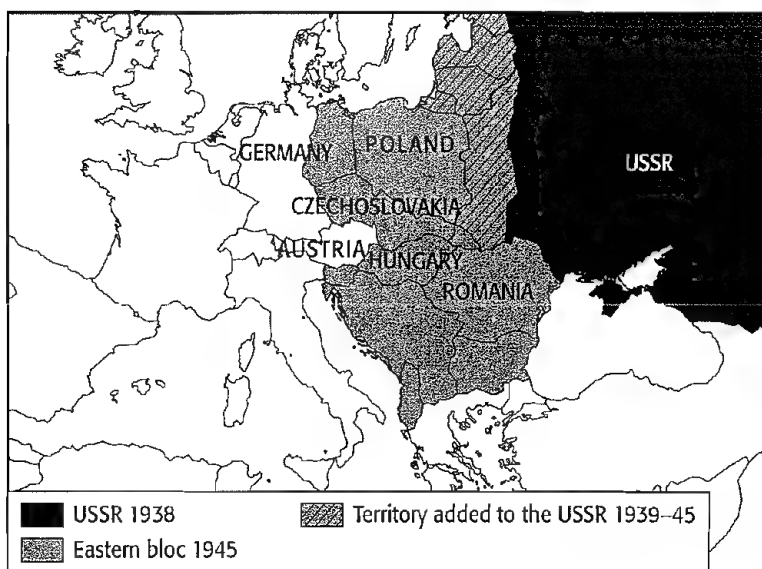 GERMANY
POLAND
USSR
CZECHOSLOVAKIA
AUSTRIA
HUNGARY
ROMANIA
USSR 1938
Territory added to the USSR 1939–45
Eastern bloc 1945